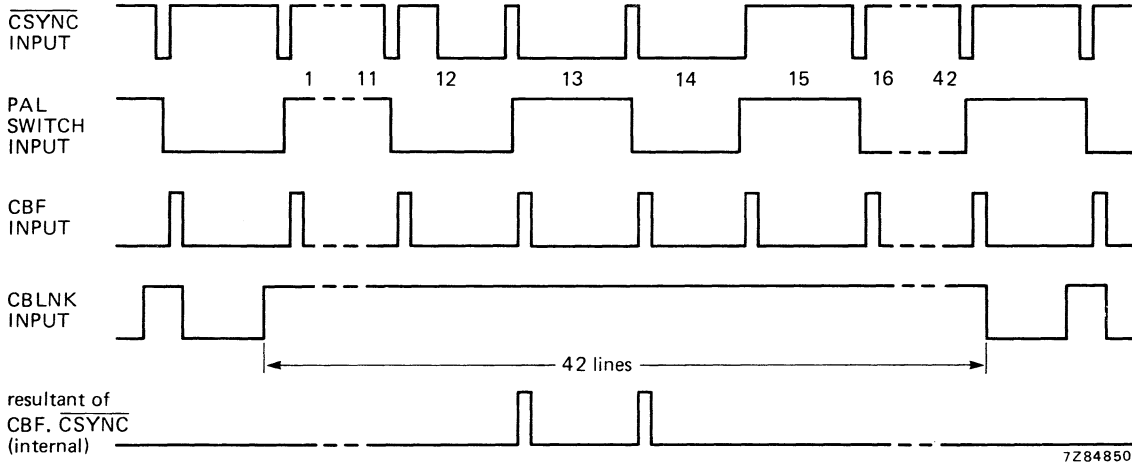 CSYNC
INPUT
1 11 12 13 14 15 16 42
PAL
SWITCH
INPUT
CBF
INPUT
CBLNK
INPUT
42 lines
resultant of
CBF. CSYNC
(internal)
7Z84850